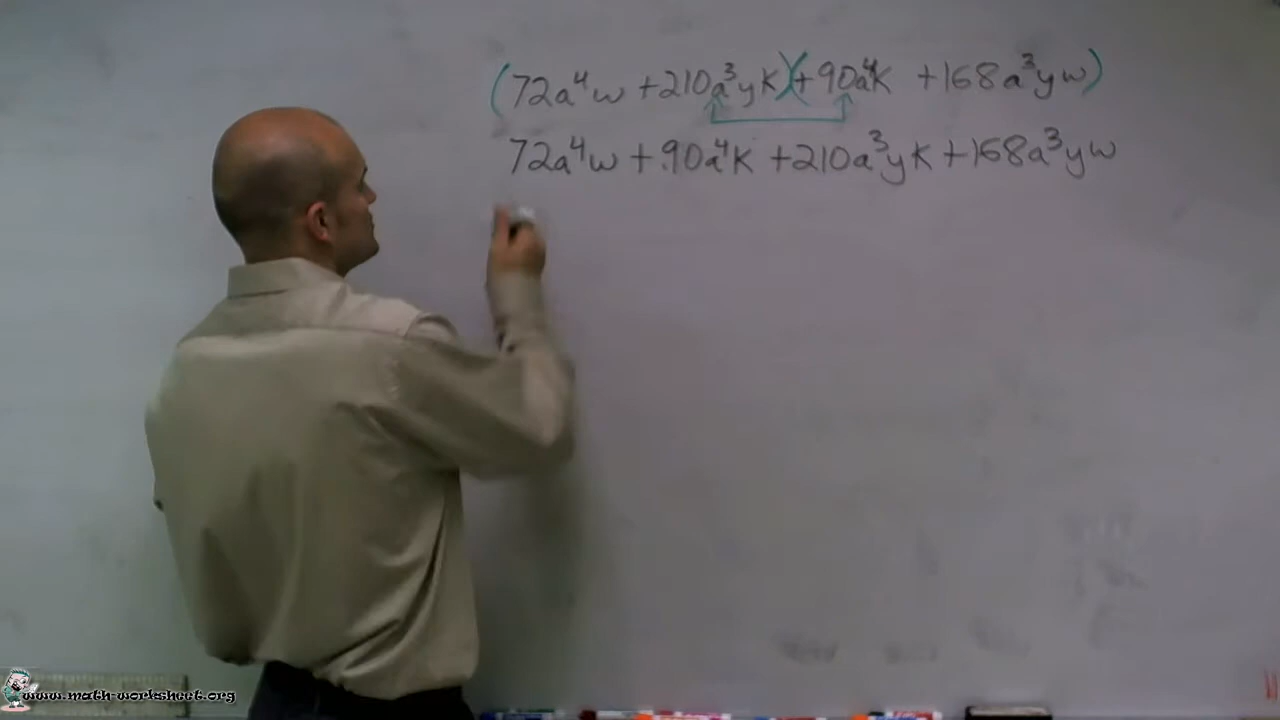 (72a⁴w +210a³yk)(+90a⁴k +168a³yw)
72a⁴w +90a⁴k +210a³yk +168a³yw
www.math-worksheet.org